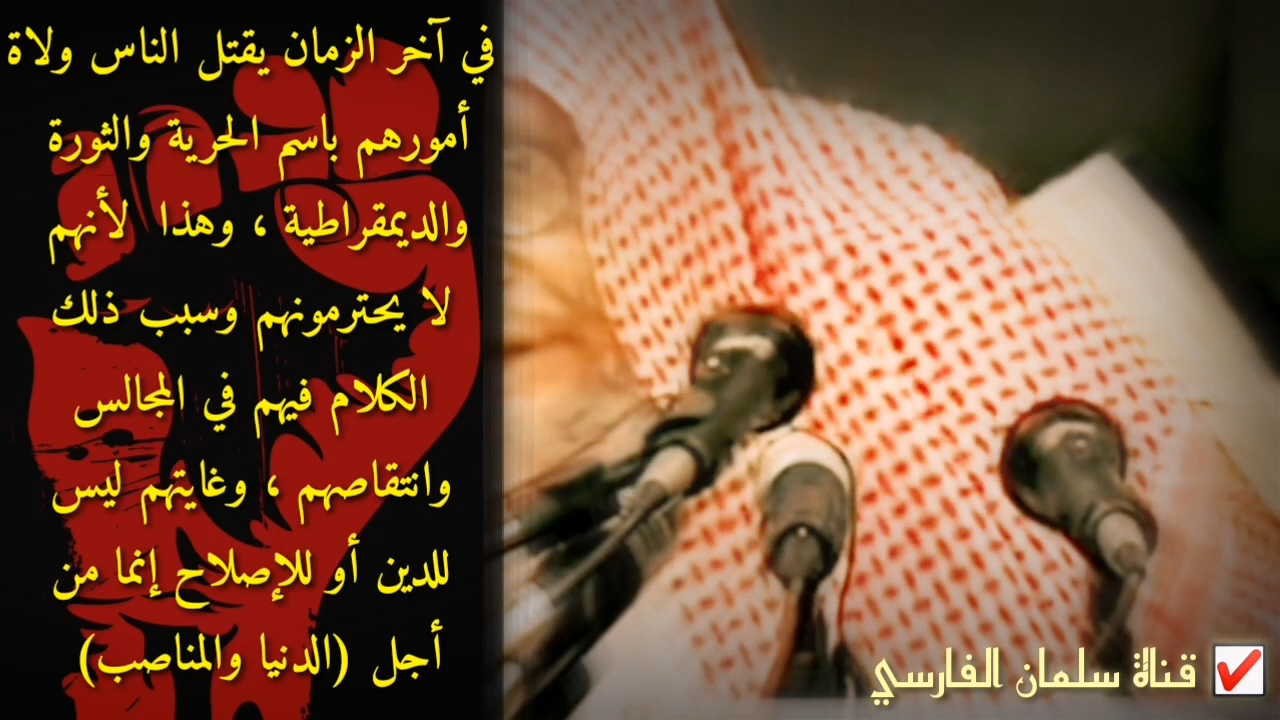 في آخر الزمان يقتل الناس ولاة
أمورهم باسم الحرية والثورة
والديمقراطية ، وهذا لأنهم
لا يحترمونهم وسبب ذلك
الكلام فيهم في المجالس
وانتقاصهم ، وغايتهم ليس
للدين أو للإصلاح إنما من
أجل (الدنيا والمناصب)
قناة سلمان الفارسي